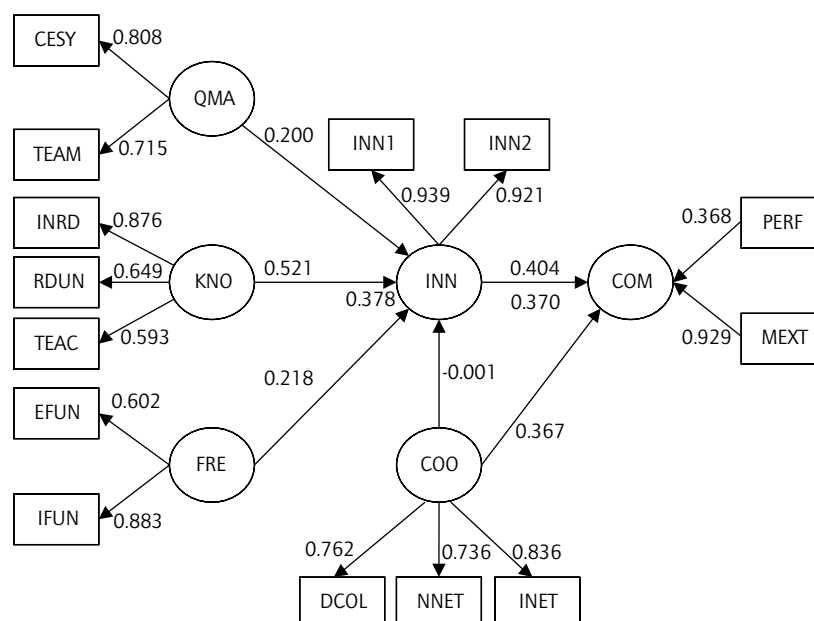 CESY
0.808
QMA
TEAM
0.715
0.200
INN1
INN2
0.939
0.921
INRD
0.876
RDUN
0.649
KNO
0.521
0.378
INN
0.404
0.370
COM
0.368
PERF
0.929
MEXT
TEAC
0.593
EFUN
0.602
0.218
-0.001
FRE
COO
0.367
IFUN
0.883
0.762
0.736
0.836
DCOL
NNET
INET